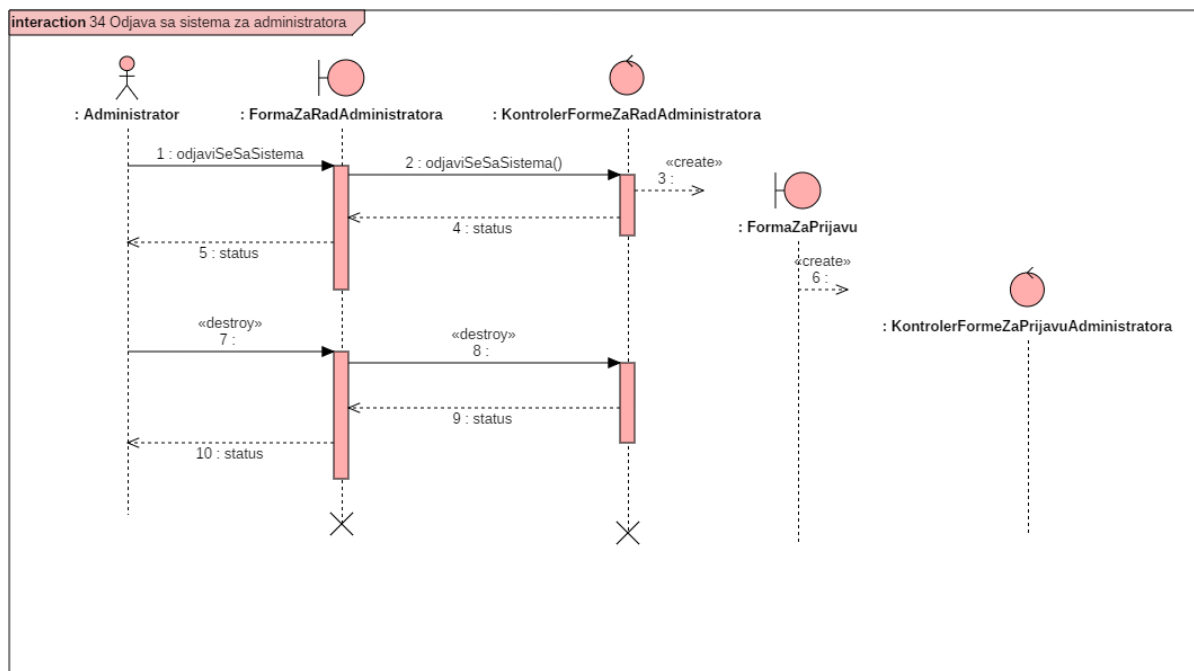 interaction 34 Odjava sa sistema za administratora
: Administrator
: FormaZaRadAdministratora
: KontrolerFormeZaRadAdministratora
1 : odjaviSeSaSistema
2 : odjaviSeSaSistema()
«create»
3 :
4 : status
5 : status
: FormaZaPrijavu
«create»
6 :
: KontrolerFormeZaPrijavuAdministratora
«destroy»
7 :
«destroy»
8 :
9 : status
10 : status